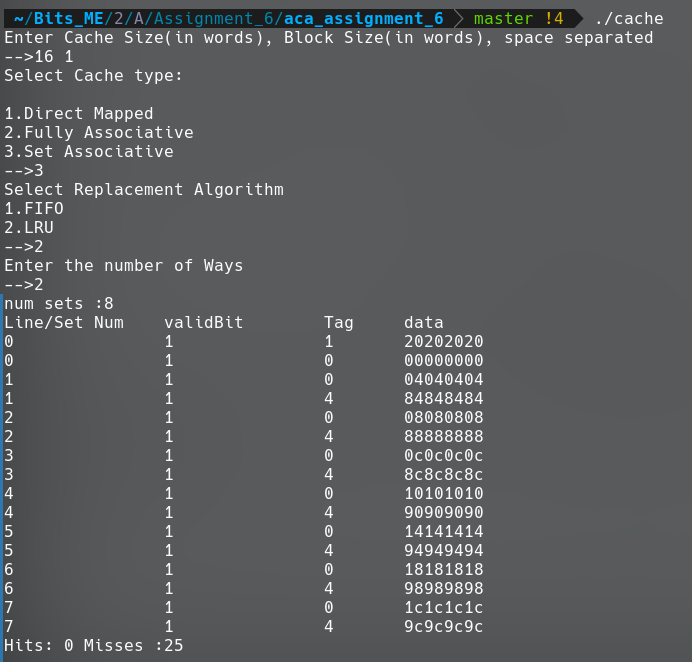 ~/Bits_ME/2/A/Assignment_6/aca_assignment_6 master !4 ./cache
Enter Cache Size(in words), Block Size(in words), space separated
-->16 1
Select Cache type:

1.Direct Mapped
2.Fully Associative
3.Set Associative
-->3
Select Replacement Algorithm
1.FIFO
2.LRU
-->2
Enter the number of Ways
-->2
num sets :8
Line/Set Num    validBit        Tag     data
0               1               1       20202020
0               1               0       00000000
1               1               0       04040404
1               1               4       84848484
2               1               0       08080808
2               1               4       88888888
3               1               0       0c0c0c0c
3               1               4       8c8c8c8c
4               1               0       10101010
4               1               4       90909090
5               1               0       14141414
5               1               4       94949494
6               1               0       18181818
6               1               4       98989898
7               1               0       1c1c1c1c
7               1               4       9c9c9c9c
Hits: 0 Misses :25